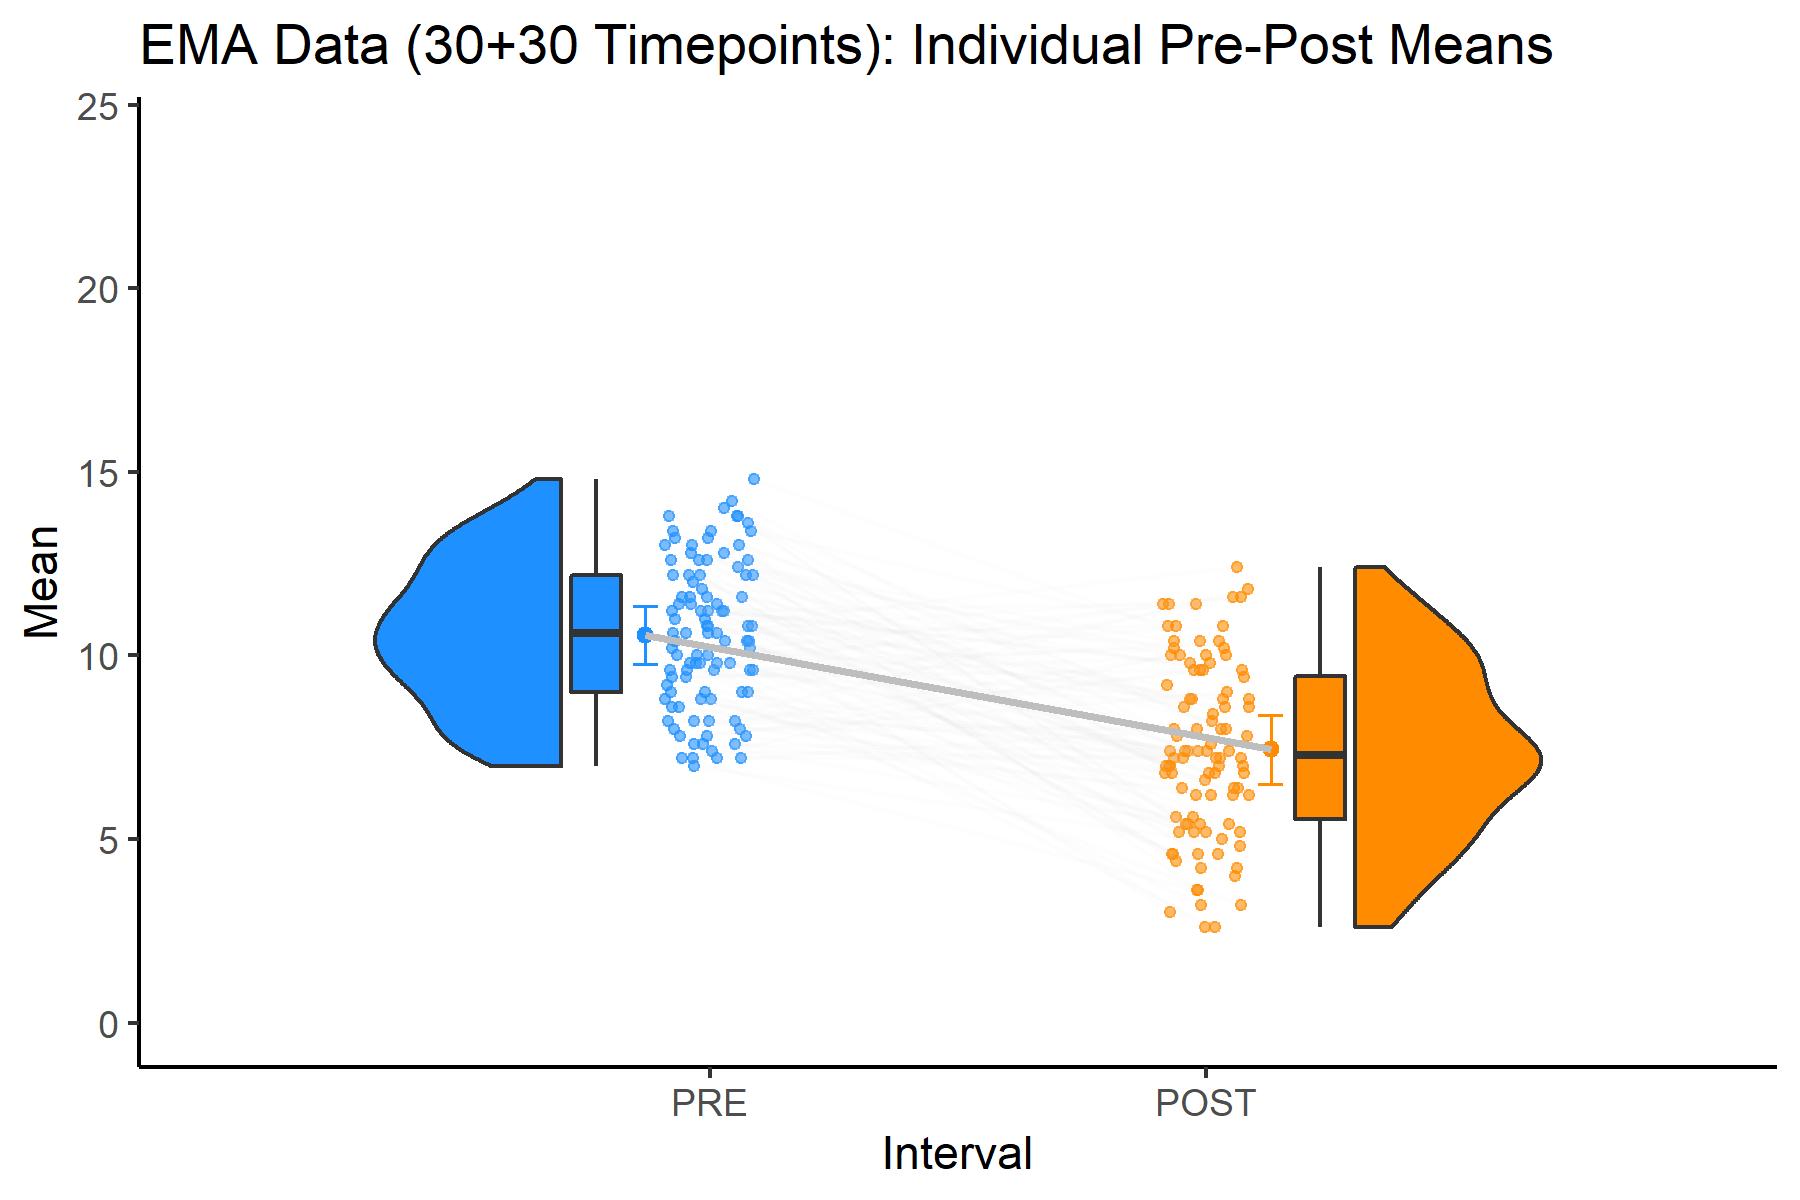 EMA Data (30+30 Timepoints): Individual Pre-Post Means
25
20
15
10
5
0
Mean
PRE
POST
Interval